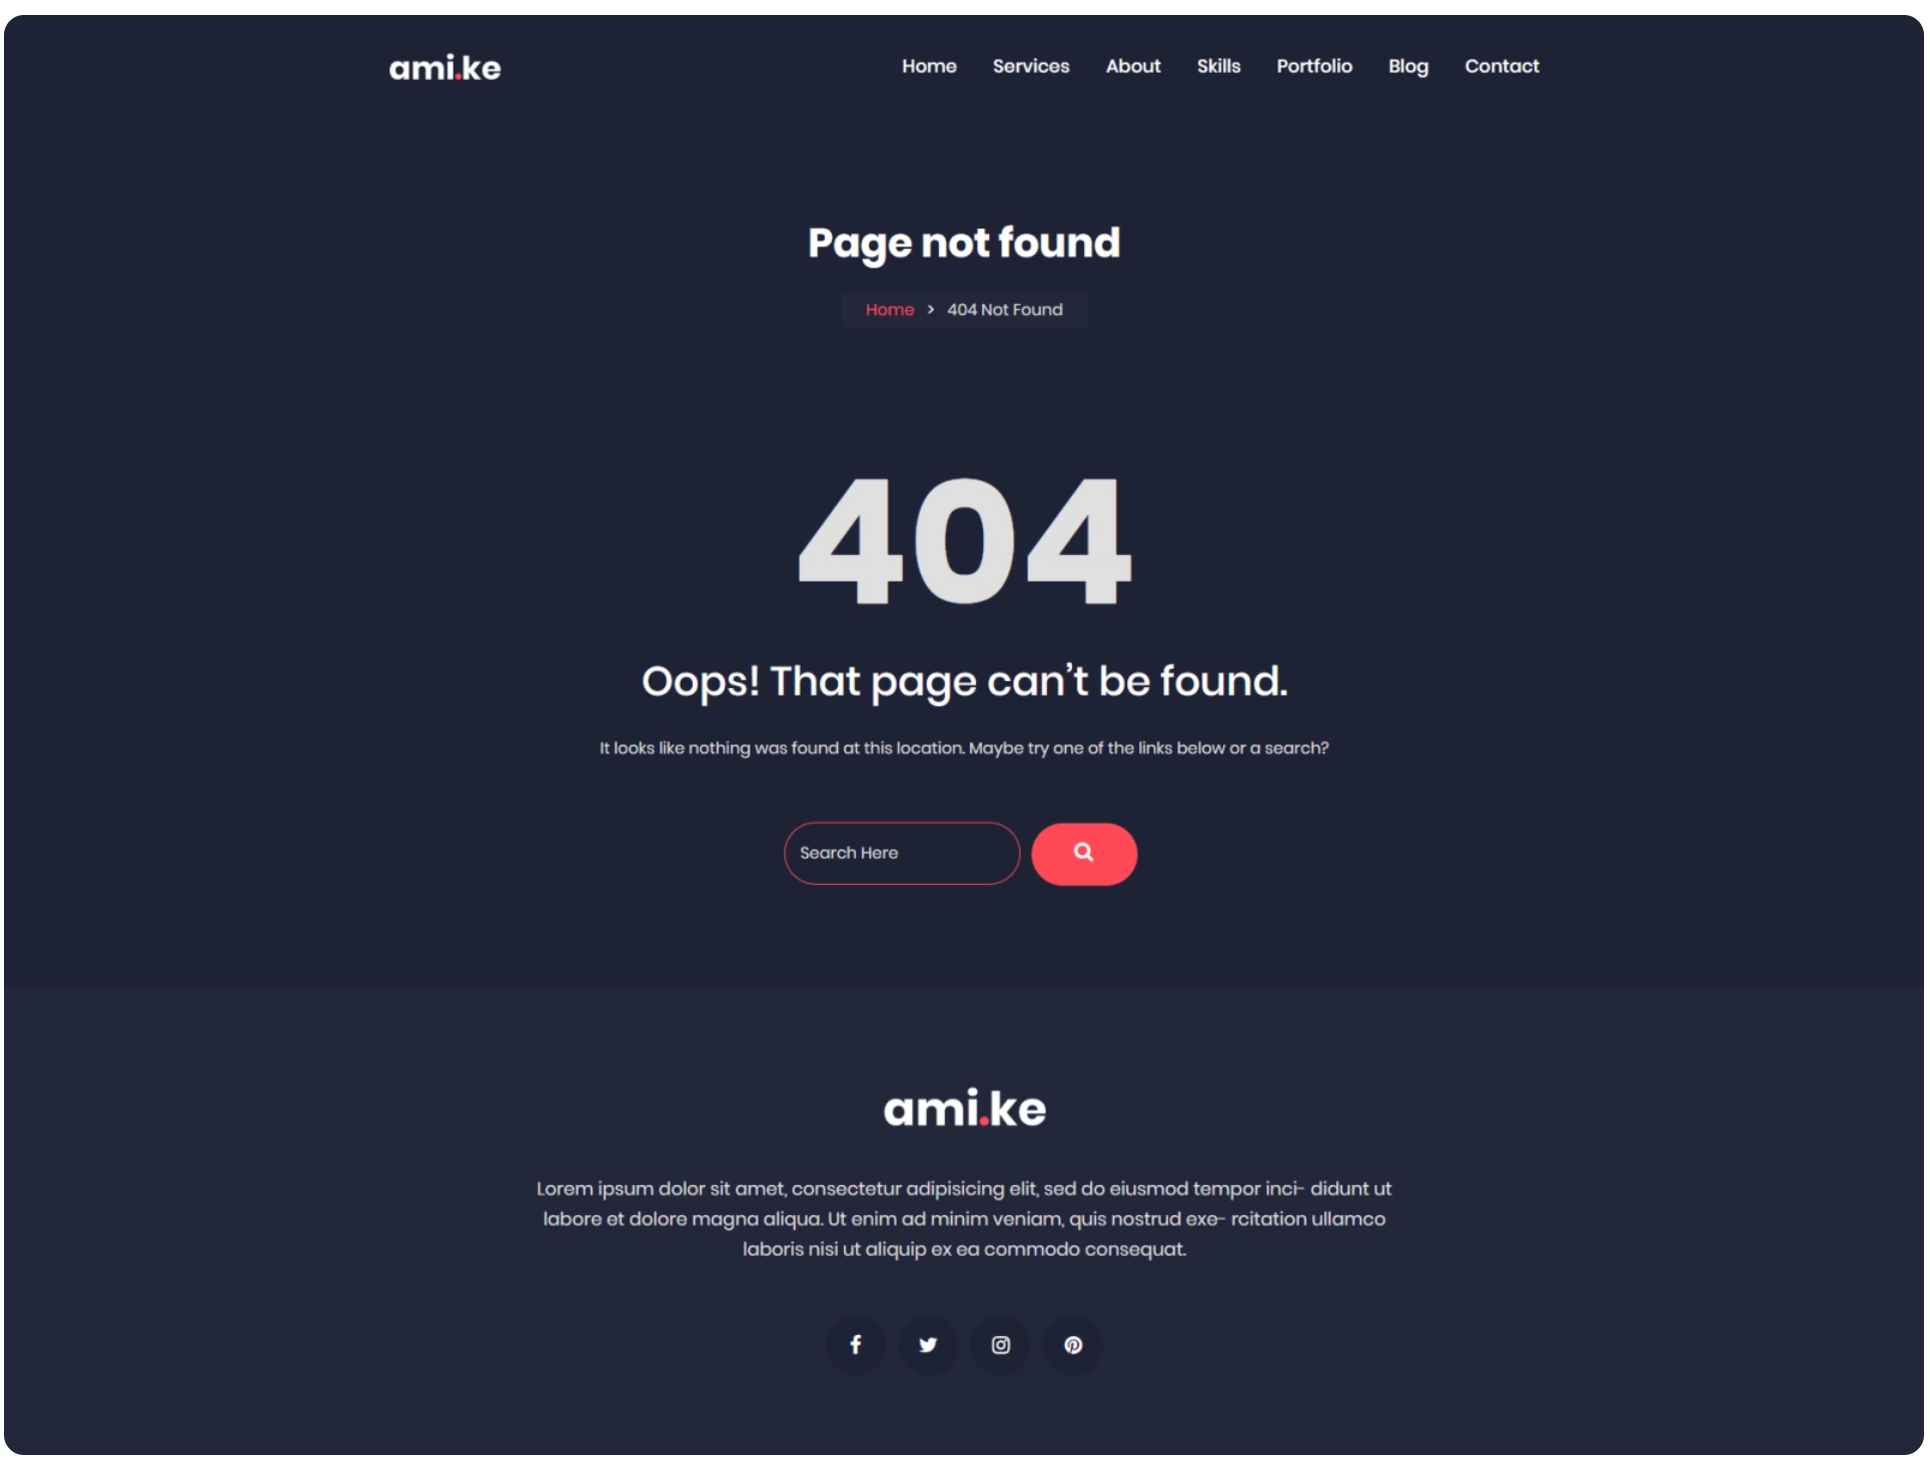 ami.ke
Home Services About Skills Portfolio Blog Contact
Page not found
Home > 404 Not Found
404
Oops! That page can’t be found.
It looks like nothing was found at this location. Maybe try one of the links below or a search?
Search Here
ami.ke
Lorem ipsum dolor sit amet, consectetur adipisicing elit, sed do eiusmod tempor inci- didunt ut
labore et dolore magna aliqua. Ut enim ad minim veniam, quis nostrud exe- rcitation ullamco
laboris nisi ut aliquip ex ea commodo consequat.